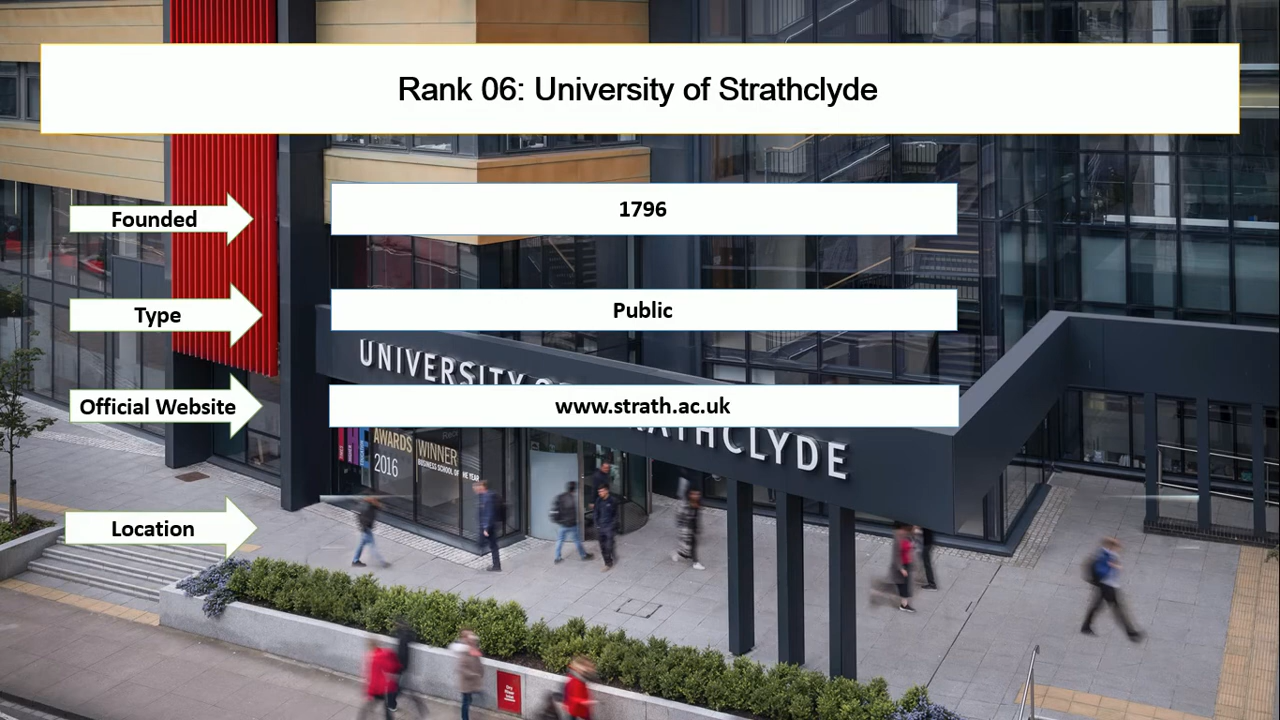 Rank 06: University of Strathclyde
Founded
1796
Type
Public
UNIVERSITY
STRATHCLYDE
Official Website
www.strath.ac.uk
AWARDS
2016
WINNER
BUSINESS SCHOOL OF THE YEAR
Location